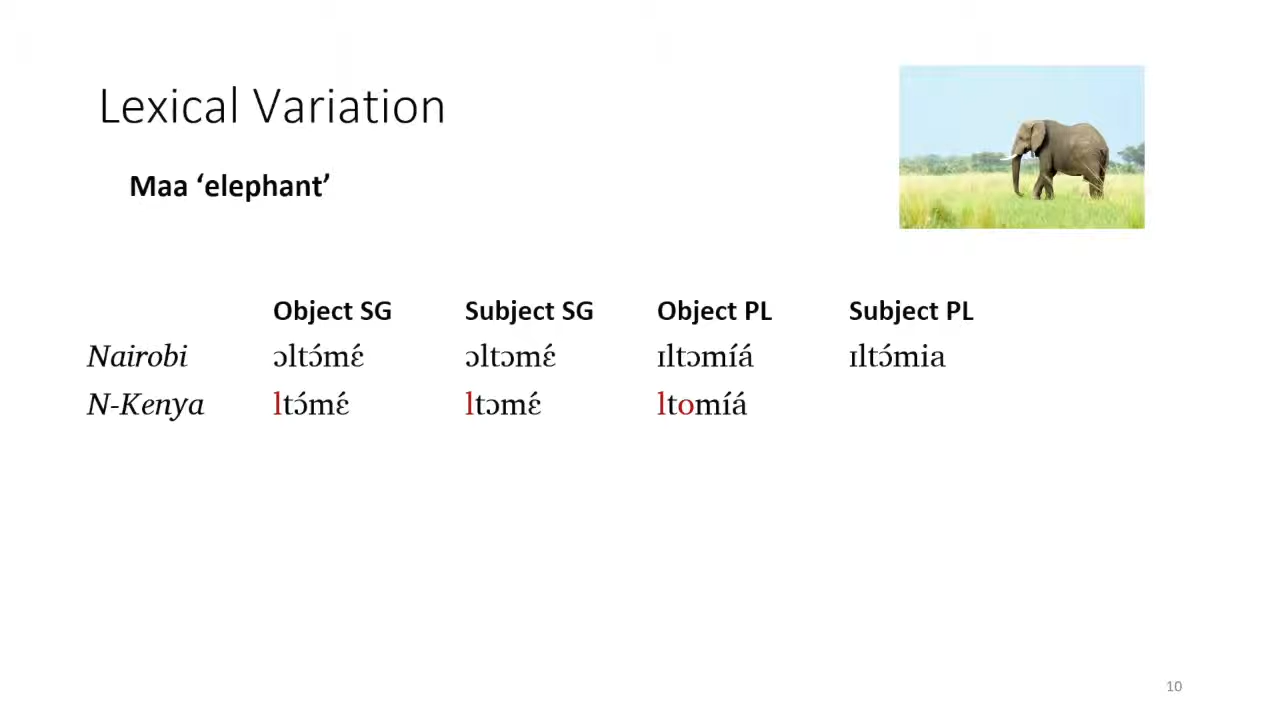 Lexical Variation
Maa ‘elephant’
Object SG Subject SG Object PL Subject PL
Nairobi ɔltɔ́mɛ́ ɔltɔmɛ́ ɪltɔmíá ɪltɔ́mia
N-Kenya ltɔ́mɛ́ ltɔmɛ́ ltomíá
10